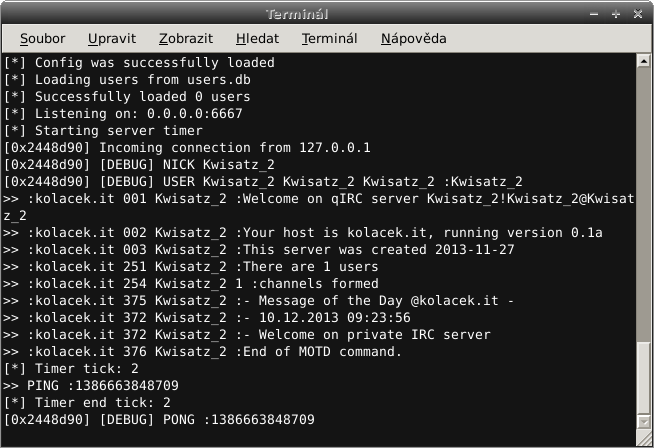 Terminál
Soubor Upravit Zobrazit Hledat Terminál Nápověda
[*] Config was successfully loaded
[*] Loading users from users.db
[*] Successfully loaded 0 users
[*] Listening on: 0.0.0.0:6667
[*] Starting server timer
[0x2448d90] Incoming connection from 127.0.0.1
[0x2448d90] [DEBUG] NICK Kwisatz_2
[0x2448d90] [DEBUG] USER Kwisatz_2 Kwisatz_2 Kwisatz_2 :Kwisatz_2
>> :kolacek.it 001 Kwisatz_2 :Welcome on qIRC server Kwisatz_2!Kwisatz_2@Kwisat
z_2
>> :kolacek.it 002 Kwisatz_2 :Your host is kolacek.it, running version 0.1a
>> :kolacek.it 003 Kwisatz_2 :This server was created 2013-11-27
>> :kolacek.it 251 Kwisatz_2 :There are 1 users
>> :kolacek.it 254 Kwisatz_2 1 :channels formed
>> :kolacek.it 375 Kwisatz_2 :- Message of the Day @kolacek.it -
>> :kolacek.it 372 Kwisatz_2 :- 10.12.2013 09:23:56
>> :kolacek.it 372 Kwisatz_2 :- Welcome on private IRC server
>> :kolacek.it 376 Kwisatz_2 :End of MOTD command.
[*] Timer tick: 2
>> PING :1386663848709
[*] Timer end tick: 2
[0x2448d90] [DEBUG] PONG :1386663848709